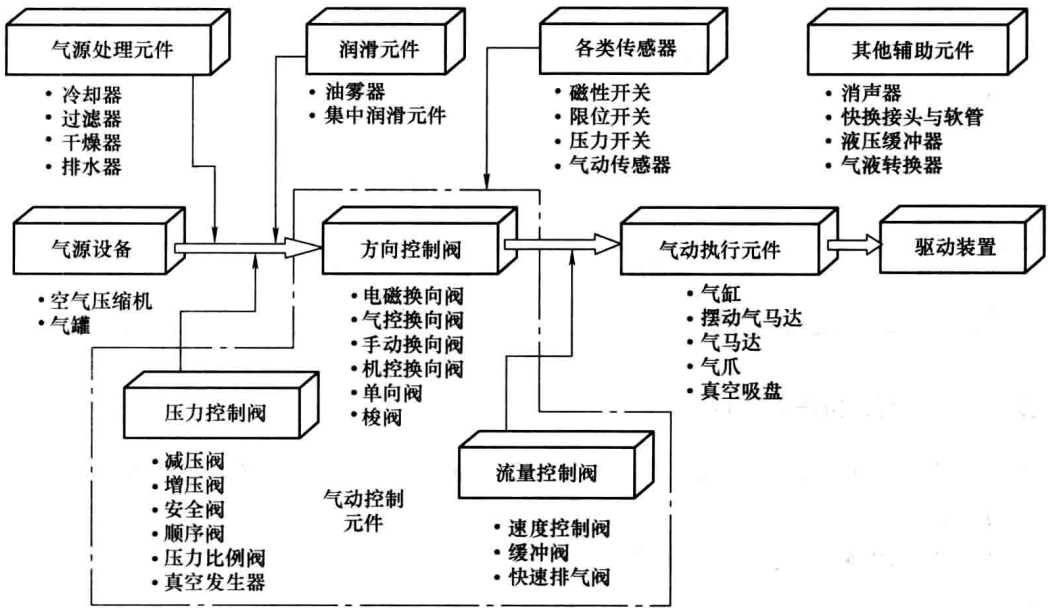 气源处理元件
• 冷却器
• 过滤器
• 干燥器
• 排水器
润滑元件
• 油雾器
• 集中润滑元件
各类传感器
• 磁性开关
• 限位开关
• 压力开关
• 气动传感器
其他辅助元件
• 消声器
• 快换接头与软管
• 液压缓冲器
• 气液转换器
气源设备
• 空气压缩机
• 气罐
方向控制阀
• 电磁换向阀
• 气控换向阀
• 手动换向阀
• 机控换向阀
• 单向阀
• 梭阀
气动执行元件
• 气缸
• 摆动气马达
• 气马达
• 气爪
• 真空吸盘
驱动装置
压力控制阀
• 减压阀
• 增压阀
• 安全阀
• 顺序阀
• 压力比例阀
• 真空发生器
气动控制
元件
流量控制阀
• 速度控制阀
• 缓冲阀
• 快速排气阀